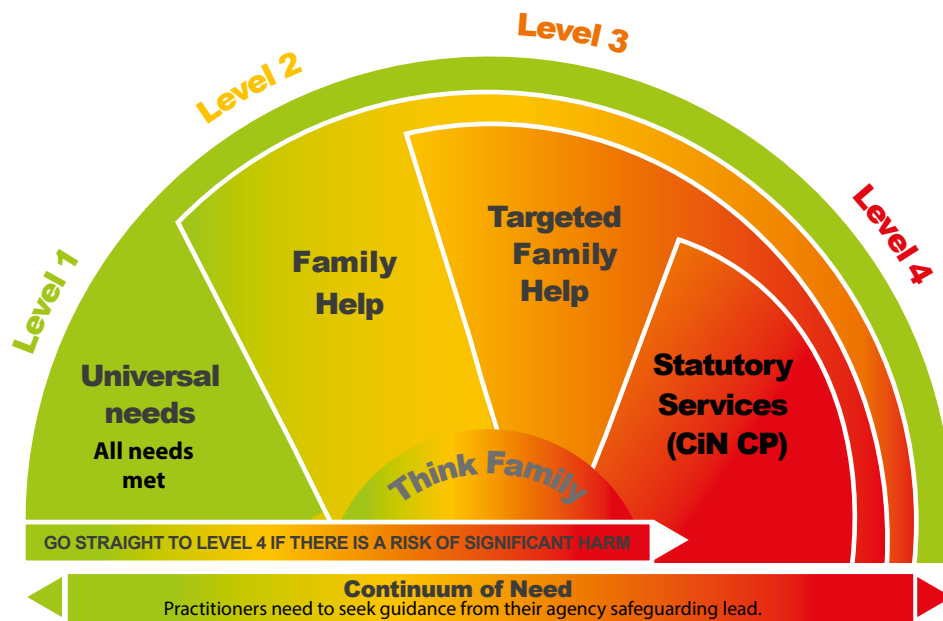 Level 1
Level 2
Level 3
Level 4
Universal
needs
All needs
met
Family
Help
Targeted
Family
Help
Statutory
Services
(CiN CP)
Think Family
GO STRAIGHT TO LEVEL 4 IF THERE IS A RISK OF SIGNIFICANT HARM
Continuum of Need
Practitioners need to seek guidance from their agency safeguarding lead.